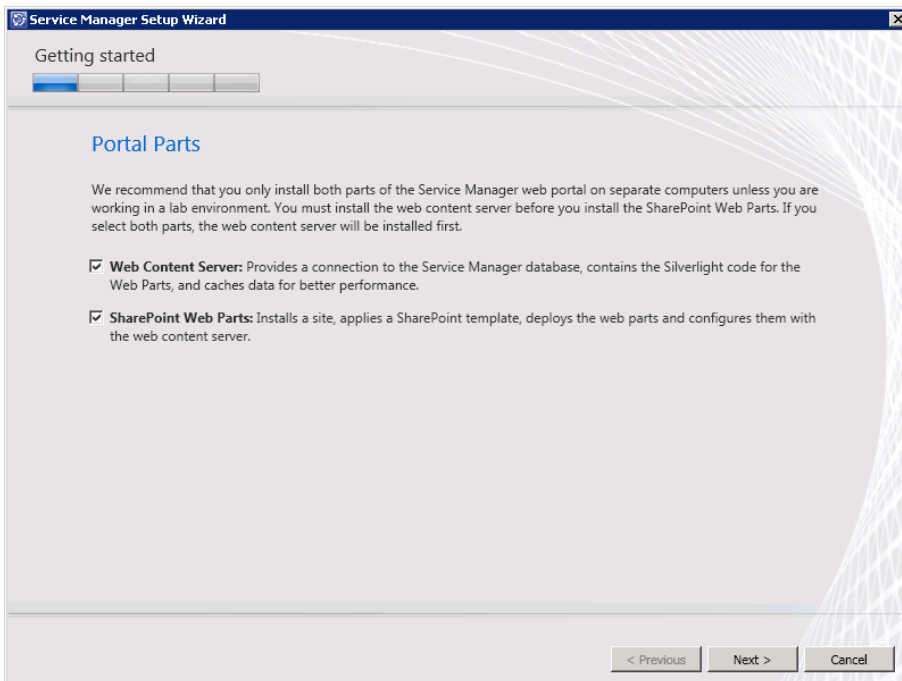 Service Manager Setup Wizard
Getting started
Portal Parts
We recommend that you only install both parts of the Service Manager web portal on separate computers unless you are
working in a lab environment. You must install the web content server before you install the SharePoint Web Parts. If you
select both parts, the web content server will be installed first.
Web Content Server: Provides a connection to the Service Manager database, contains the Silverlight code for the
Web Parts, and caches data for better performance.
SharePoint Web Parts: Installs a site, applies a SharePoint template, deploys the web parts and configures them with
the web content server.
< Previous
Next >
Cancel